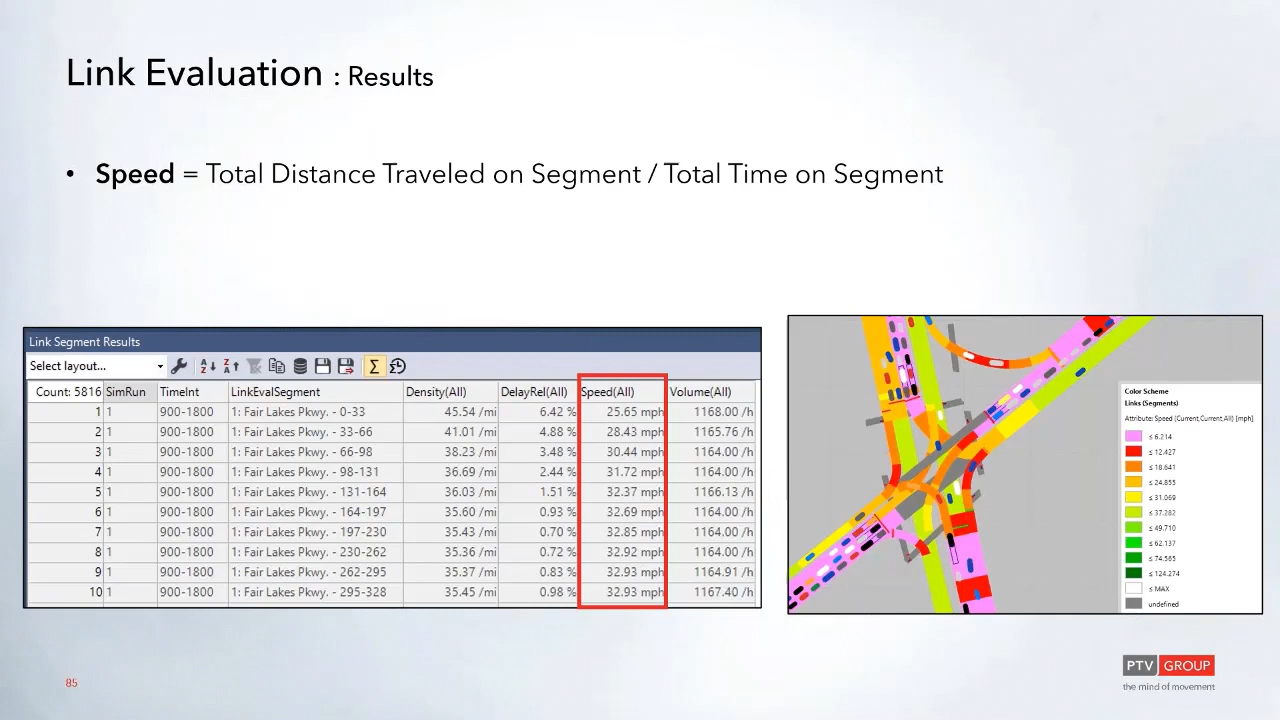 Link Evaluation : Results
• Speed = Total Distance Traveled on Segment / Total Time on Segment
Link Segment Results
Select layout...
Count: 5816 SimRun TimeInt LinkEvalSegment Density(All) DelayRel(All) Speed(All) Volume(All)
1 1 900-1800 1: Fair Lakes Pkwy. - 0-33 45.54 /mi 6.42 % 25.65 mph 1168.00 /h
2 1 900-1800 1: Fair Lakes Pkwy. - 33-66 41.01 /mi 4.88 % 28.43 mph 1165.76 /h
3 1 900-1800 1: Fair Lakes Pkwy. - 66-98 38.23 /mi 3.48 % 30.44 mph 1164.00 /h
4 1 900-1800 1: Fair Lakes Pkwy. - 98-131 36.69 /mi 2.44 % 31.72 mph 1164.00 /h
5 1 900-1800 1: Fair Lakes Pkwy. - 131-164 36.03 /mi 1.51 % 32.37 mph 1166.13 /h
6 1 900-1800 1: Fair Lakes Pkwy. - 164-197 35.60 /mi 0.93 % 32.69 mph 1164.00 /h
7 1 900-1800 1: Fair Lakes Pkwy. - 197-230 35.43 /mi 0.70 % 32.85 mph 1164.00 /h
8 1 900-1800 1: Fair Lakes Pkwy. - 230-262 35.36 /mi 0.72 % 32.92 mph 1164.00 /h
9 1 900-1800 1: Fair Lakes Pkwy. - 262-295 35.37 /mi 0.83 % 32.93 mph 1164.91 /h
10 1 900-1800 1: Fair Lakes Pkwy. - 295-328 35.45 /mi 0.98 % 32.93 mph 1167.40 /h
Color Scheme
Links (Segments)
Attribute: Speed (Current,Current,All) [mph]
≤ 6.214
≤ 12.427
≤ 18.641
≤ 24.855
≤ 31.069
≤ 37.282
≤ 49.710
≤ 62.137
≤ 74.565
≤ 124.274
≤ MAX
undefined
85
PTV GROUP
the mind of movement